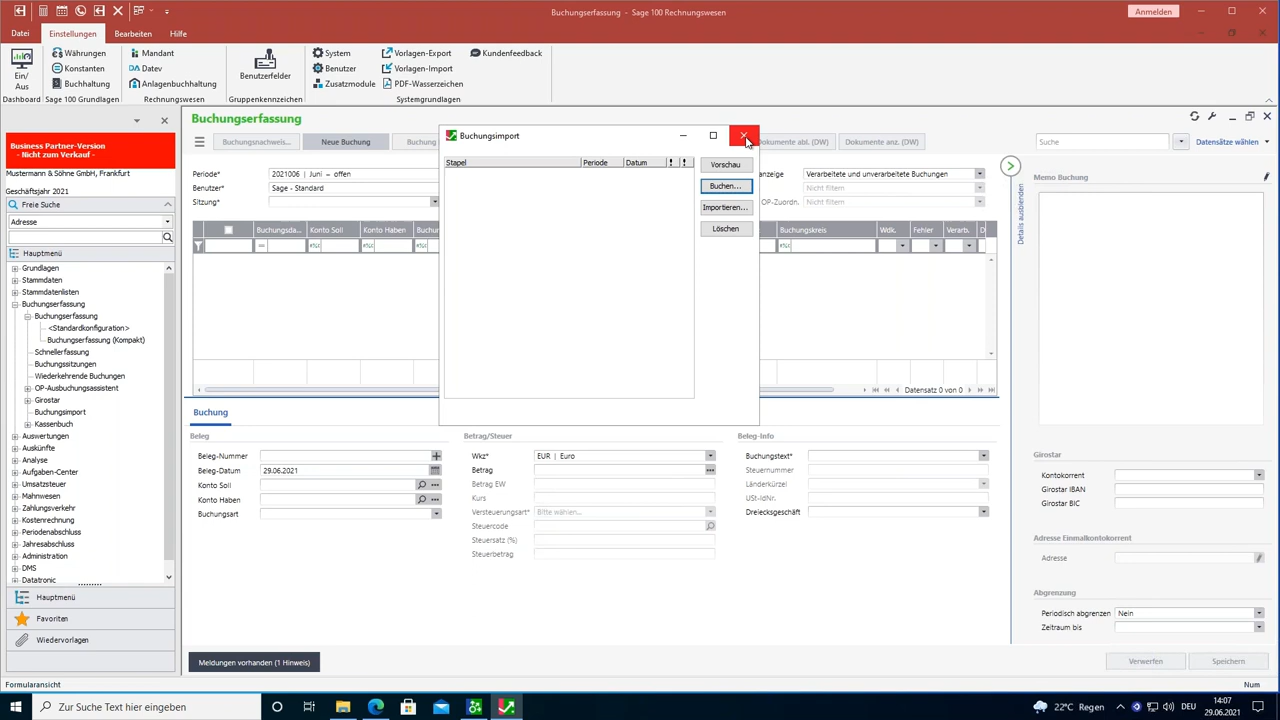 Buchungserfassung - Sage 100 Rechnungswesen
Anmelden
Datei
Einstellungen
Bearbeiten
Hilfe
Ein/
Aus
Dashboard
Währungen
Konstanten
Buchhaltung
Sage 100 Grundlagen
Mandant
Datev
Anlagenbuchhaltung
Rechnungswesen
Benutzerfelder
Gruppenkennzeichen
System
Benutzer
Zusatzmodule
Vorlagen-Export
Vorlagen-Import
PDF-Wasserzeichen
Kundenfeedback
Systemgrundlagen
Business Partner-Version
- Nicht zum Verkauf -
Mustermann & Söhne GmbH, Frankfurt
Geschäftsjahr 2021
Freie Suche
Adresse
Hauptmenü
Grundlagen
Stammdaten
Stammdatenlisten
Buchungserfassung
Buchungserfassung
<Standardkonfiguration>
Buchungserfassung (Kompakt)
Schnellerfassung
Buchungssitzungen
Wiederkehrende Buchungen
OP-Ausbuchungsassistent
Girostar
Buchungsimport
Kassenbuch
Auswertungen
Auskünfte
Analyse
Aufgaben-Center
Umsatzsteuer
Mahnwesen
Zahlungsverkehr
Kostenrechnung
Periodenabschluss
Jahresabschluss
Administration
DMS
Datatronic
Hauptmenü
Favoriten
Wiedervorlagen
Formularansicht
Buchungserfassung
Buchungsnachweis...
Neue Buchung
Buchung
Dokumente abl. (DW)
Dokumente anz. (DW)
Suche
Datensätze wählen
Periode*
2021006 | Juni – offen
Benutzer*
Sage - Standard
Sitzung*
anzeige
Verarbeitete und unverarbeitete Buchungen
Nicht filtern
OP-Zuordn.
Nicht filtern
Buchungsda...
Konto Soll
Konto Haben
Buchun
Buchungskreis
Wdk.
Fehler
Verarb.
D
Datensatz 0 von 0
Buchungsimport
Stapel
Periode
Datum
!
!
Vorschau
Buchen...
Importieren...
Löschen
Buchung
Beleg
Beleg-Nummer
Beleg-Datum
29.06.2021
Konto Soll
Konto Haben
Buchungsart
Betrag/Steuer
Wkz*
EUR | Euro
Betrag
Betrag EW
Kurs
Versteuerungsart*
Bitte wählen...
Steuercode
Steuersatz (%)
Steuerbetrag
Beleg-Info
Buchungstext*
Steuernummer
Länderkürzel
USt-IdNr.
Dreiecksgeschäft
Details ausblenden
Memo Buchung
Girostar
Kontokorrent
Girostar IBAN
Girostar BIC
Adresse Einmalkontokorrent
Adresse
Abgrenzung
Periodisch abgrenzen
Nein
Zeitraum bis
Meldungen vorhanden (1 Hinweis)
Verwerfen
Speichern
Num
Zur Suche Text hier eingeben
22°C Regen
DEU
14:07
29.06.2021